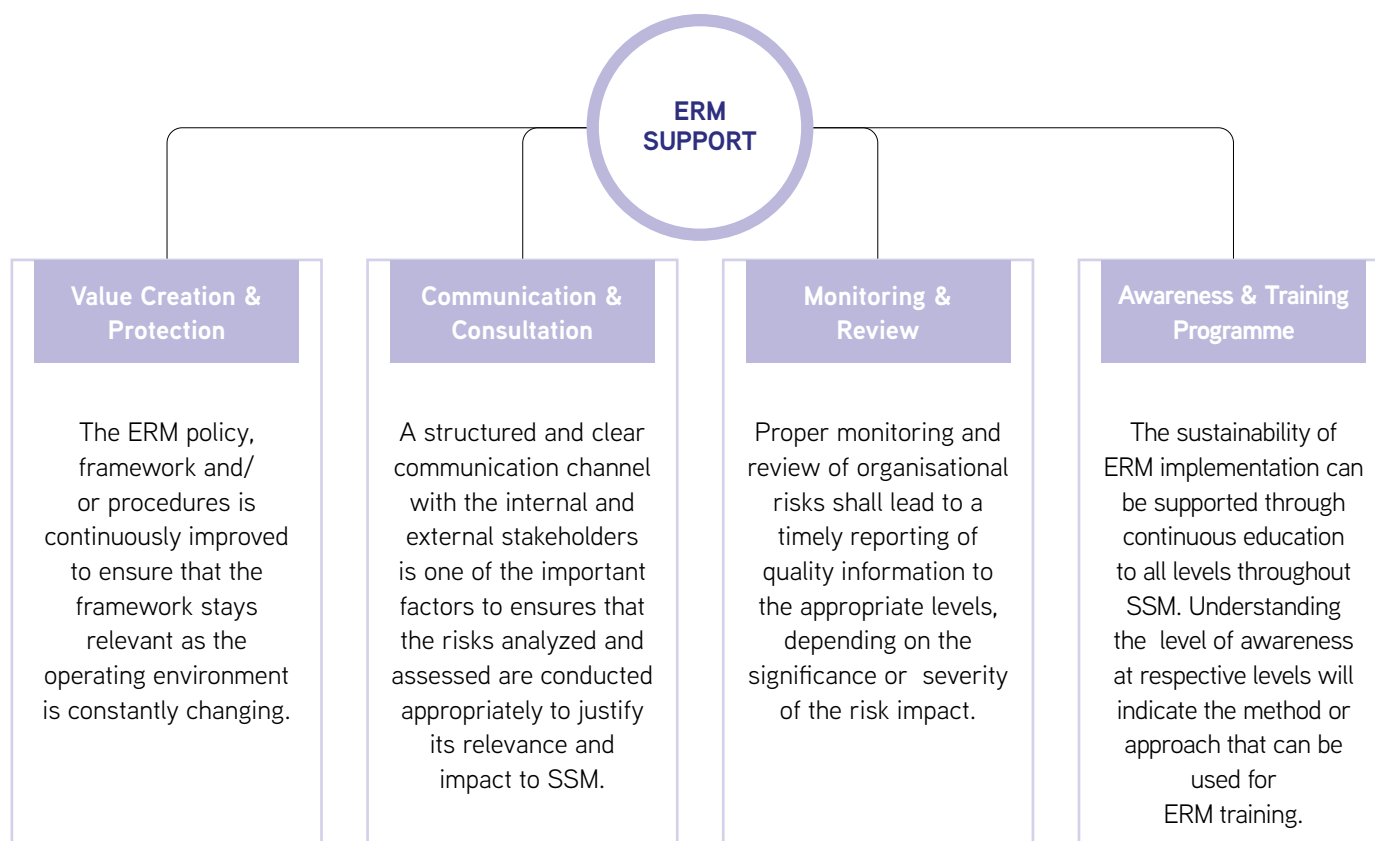 ERM
SUPPORT
Value Creation &
Protection
The ERM policy,
framework and/
or procedures is
continuously improved
to ensure that the
framework stays
relevant as the
operating environment
is constantly changing.
Communication &
Consultation
A structured and clear
communication channel
with the internal and
external stakeholders
is one of the important
factors to ensures that
the risks analyzed and
assessed are conducted
appropriately to justify
its relevance and
impact to SSM.
Monitoring &
Review
Proper monitoring and
review of organisational
risks shall lead to a
timely reporting of
quality information to
the appropriate levels,
depending on the
significance or severity
of the risk impact.
Awareness & Training
Programme
The sustainability of
ERM implementation can
be supported through
continuous education
to all levels throughout
SSM. Understanding
the level of awareness
at respective levels will
indicate the method or
approach that can be
used for
ERM training.